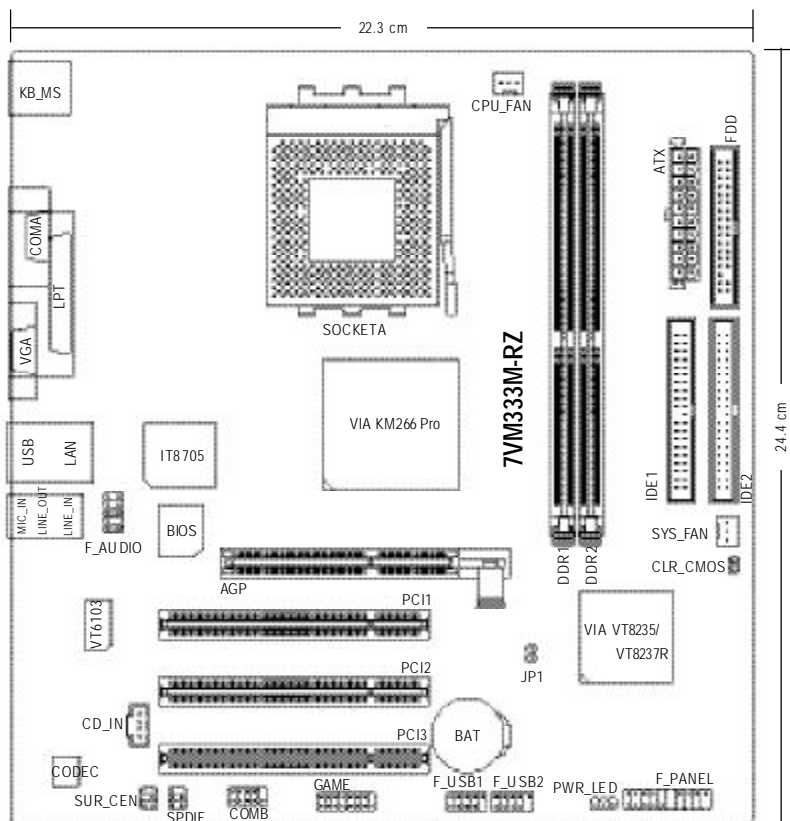 22.3 cm
KB_MS
CPU_FAN
ATX
FDD
COMA
LPT
SOCKETA
VGA
7VM333M-RZ
VIA KM266 Pro
24.4 cm
USB
LAN
IT8705
IDE1
IDE2
MIC_IN
LINE_OUT
LINE_IN
F_AUDIO
BIOS
SYS_FAN
DDR1
DDR2
CLR_CMOS
AGP
PCI1
VT6103
VIA VT8235/
VT8237R
PCI2
JP1
CD_IN
PCI3
BAT
CODEC
GAME
F_USB1
F_USB2
PWR_LED
F_PANEL
SUR_CEN
SPDIF
COMB